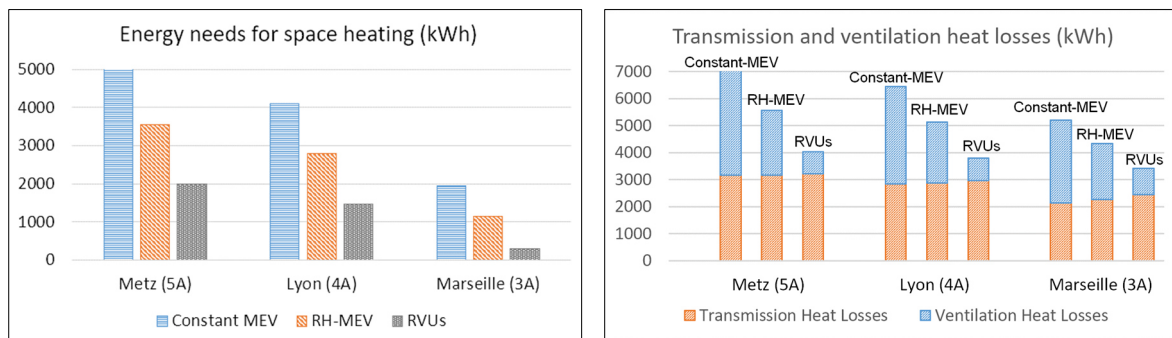 Energy needs for space heating (kWh)
5000
4000
3000
2000
1000
0
Metz (5A) Lyon (4A) Marseille (3A)
Constant MEV RH-MEV RVUs
Transmission and ventilation heat losses (kWh)
7000
6000
5000
4000
3000
2000
1000
0
Constant-MEV
RH-MEV
RVUs
Constant-MEV
RH-MEV
RVUs
Constant-MEV
RH-MEV
RVUs
Metz (5A) Lyon (4A) Marseille (3A)
Transmission Heat Losses Ventilation Heat Losses